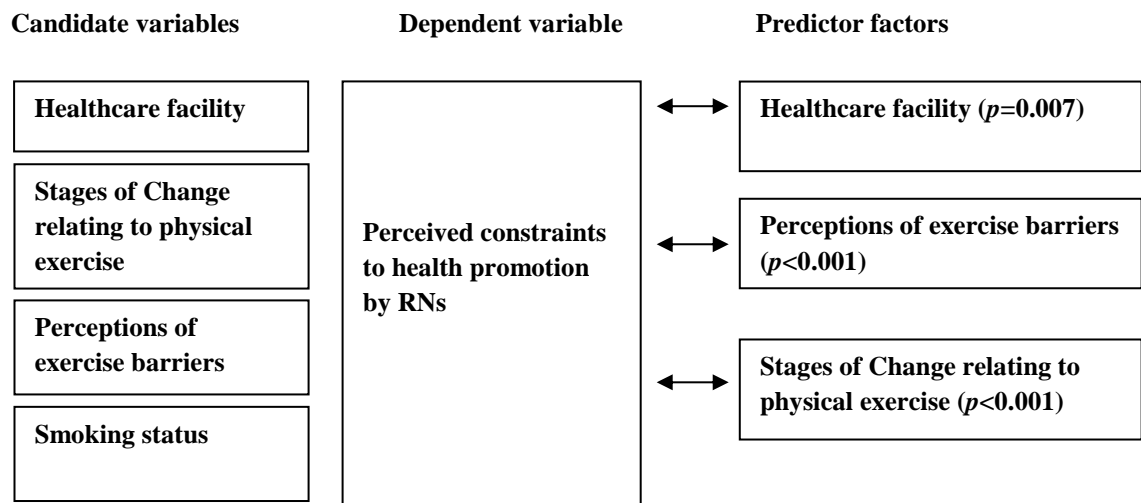 Candidate variables
Dependent variable
Predictor factors
Healthcare facility
Stages of Change
relating to physical
exercise
Perceptions of
exercise barriers
Smoking status
Perceived constraints
to health promotion
by RNs
Healthcare facility (p=0.007)
Perceptions of exercise barriers
(p<0.001)
Stages of Change relating to
physical exercise (p<0.001)